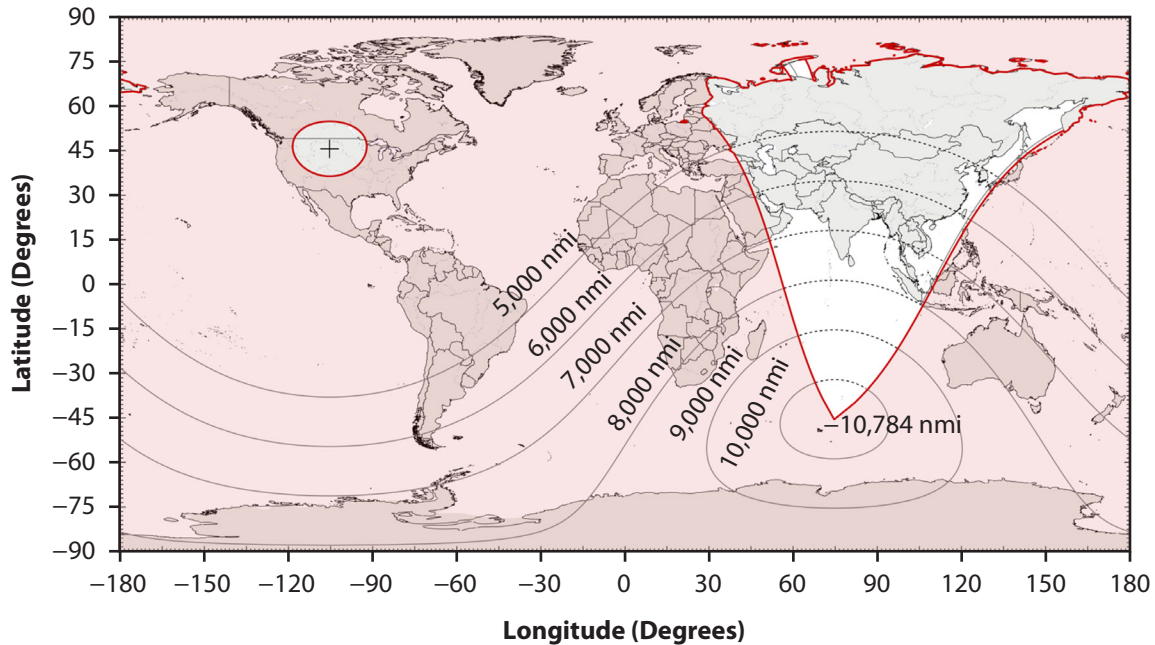 90
75
60
45
30
15
0
−15
−30
−45
−60
−75
−90
Latitude (Degrees)
5,000 nmi
6,000 nmi
7,000 nmi
8,000 nmi
9,000 nmi
10,000 nmi
−10,784 nmi
−180 −150 −120 −90 −60 −30 0 30 60 90 120 150 180
Longitude (Degrees)